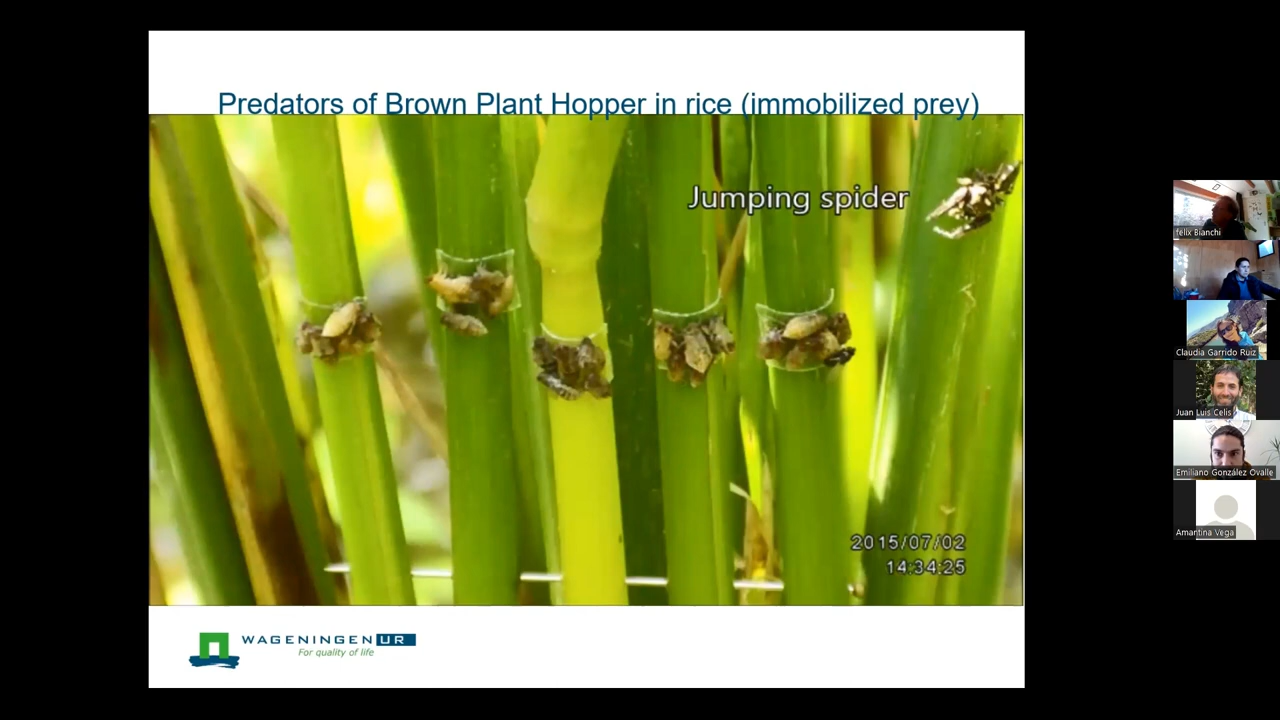 Predators of Brown Plant Hopper in rice (immobilized prey)
Jumping spider
2015/07/02
14:34:25
WAGENINGEN UR
For quality of life
félix Bianchi
Claudia Garrido Ruiz
Juan Luis Celis
Emiliano González Ovalle
Amantina Vega